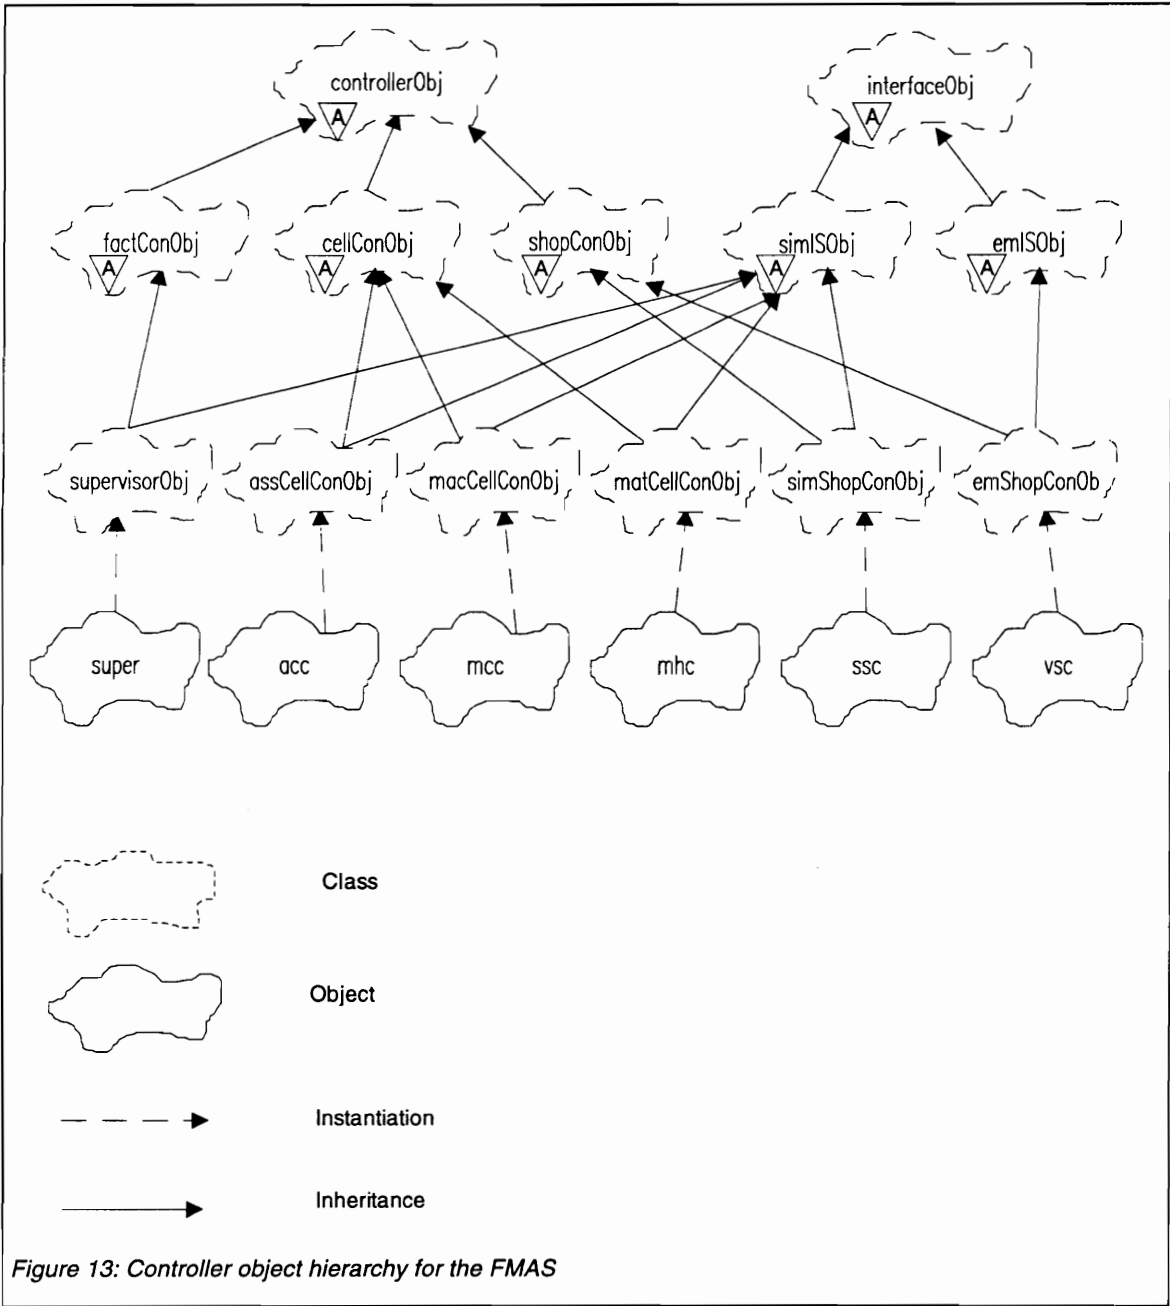 controllerObj interfaceObj
A A
factConObj cellConObj shopConObj simISObj emISObj
A A A A A
supervisorObj assCellConObj macCellConObj matCellConObj simShopConObj emShopConOb
super acc mcc mhc ssc vsc
Class
Object
Instantiation
Inheritance
Figure 13: Controller object hierarchy for the FMAS